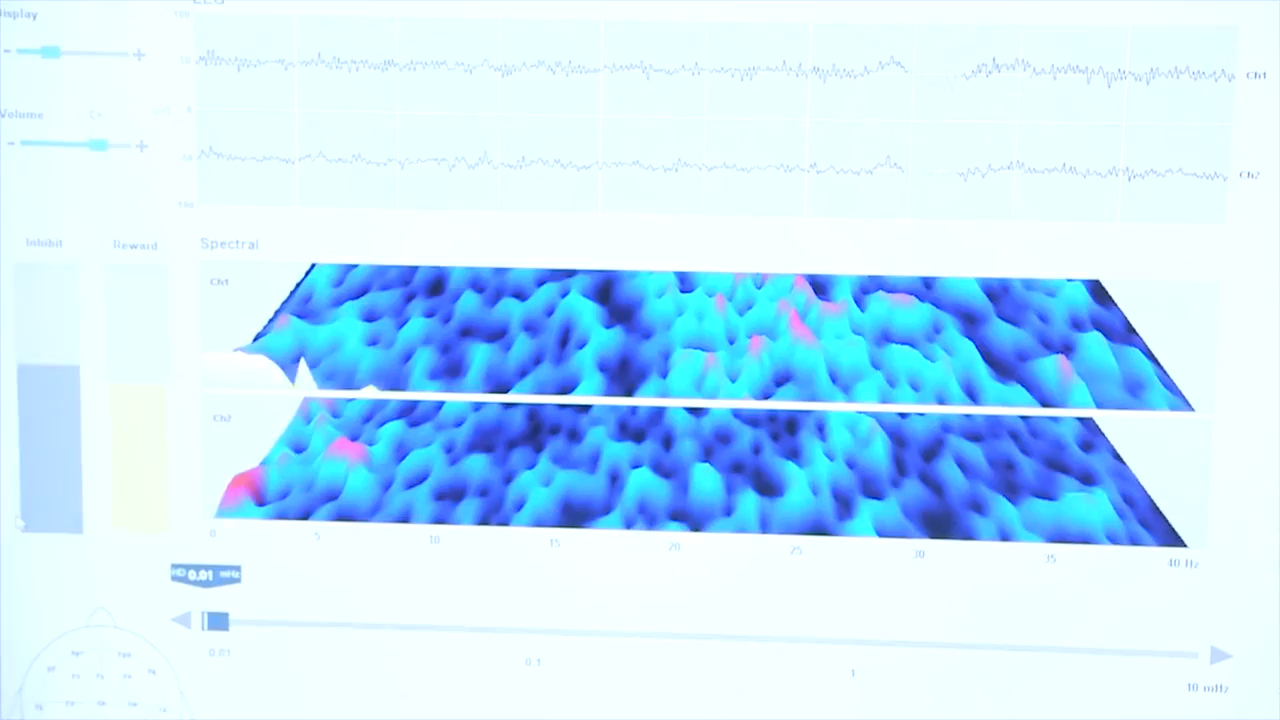 Display
EEG
- +
Ch1
Volume
- +
Ch2
Inhibit
Reward
Spectral
Ch1
Ch2
0 5 10 15 20 25 30 35 40 Hz
HD 0.01 mHz
0.01 0.1 1 10 mHz